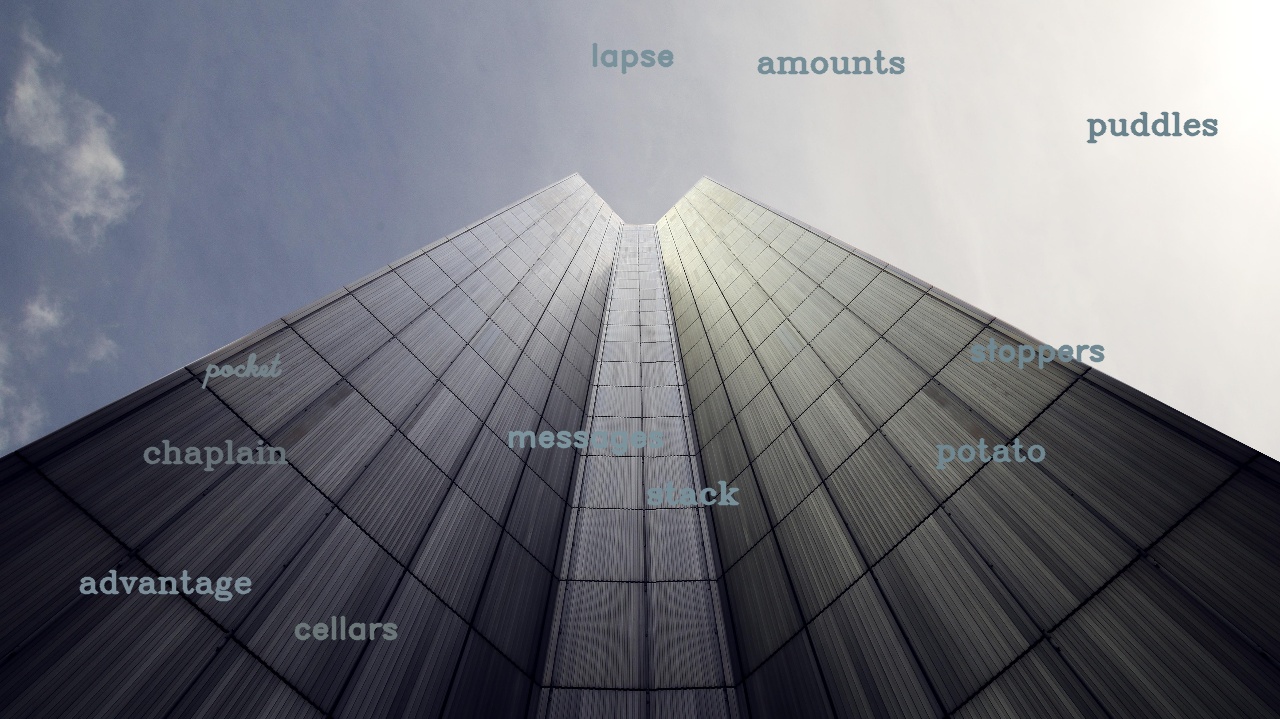 lapse
amounts
puddles
stoppers
pocket
messages
potato
chaplain
stack
advantage
cellars